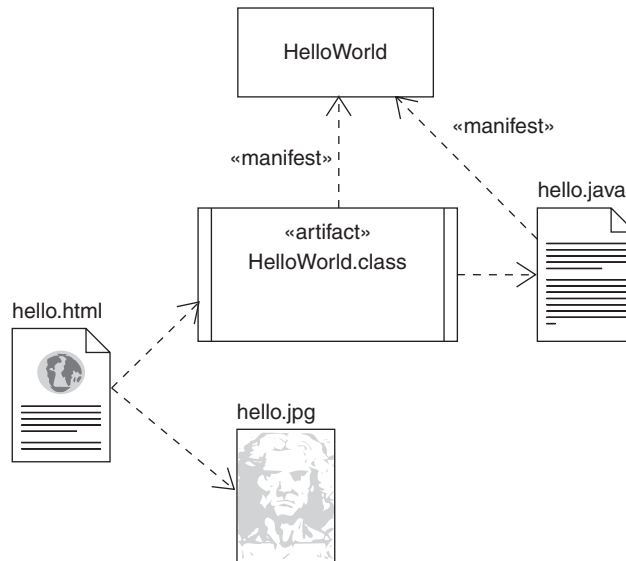 HelloWorld
«manifest»
«manifest»
hello.java
«artifact»
HelloWorld.class
hello.html
hello.jpg